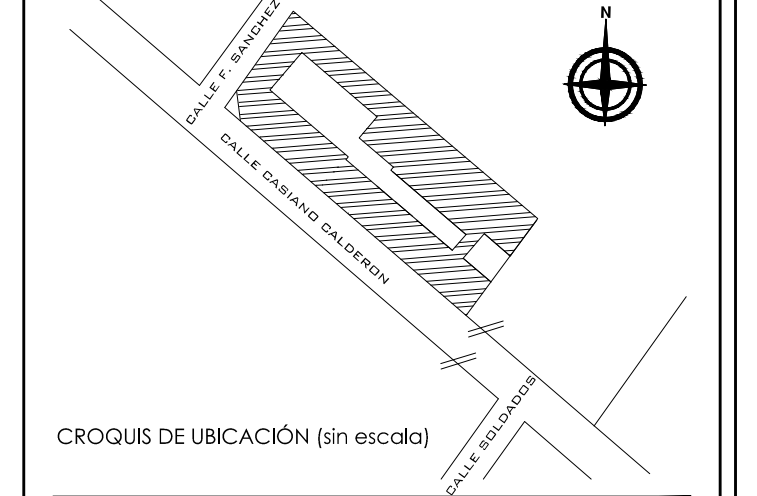 N
CALLE F. SANCHEZ
CALLE CASIANO CALDERON
CALLE SOLDADOS
CROQUIS DE UBICACIÓN (sin escala)